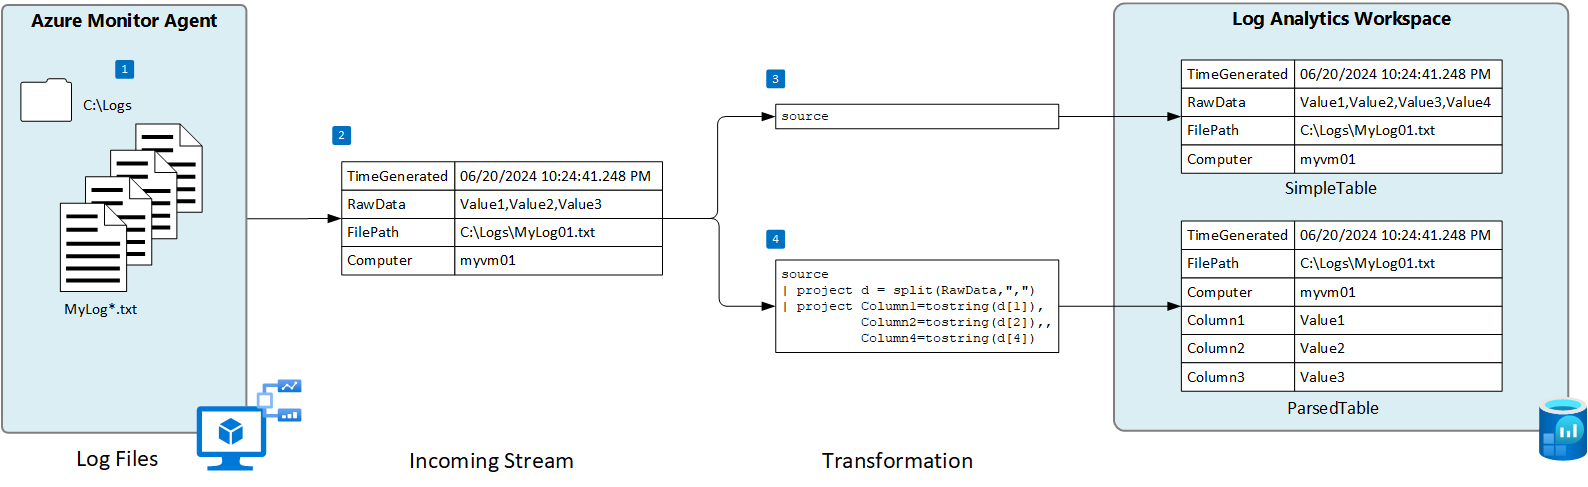 Azure Monitor Agent
1
C:\Logs
MyLog*.txt
Log Files
2
TimeGenerated 06/20/2024 10:24:41.248 PM
RawData Value1,Value2,Value3
FilePath C:\Logs\MyLog01.txt
Computer myvm01
Incoming Stream
3
source
4
source
| project d = split(RawData,",")
| project Column1=tostring(d[1]),
Column2=tostring(d[2]),,
Column4=tostring(d[4])
Transformation
Log Analytics Workspace
TimeGenerated 06/20/2024 10:24:41.248 PM
RawData Value1,Value2,Value3,Value4
FilePath C:\Logs\MyLog01.txt
Computer myvm01
SimpleTable
TimeGenerated 06/20/2024 10:24:41.248 PM
FilePath C:\Logs\MyLog01.txt
Computer myvm01
Column1 Value1
Column2 Value2
Column3 Value3
ParsedTable